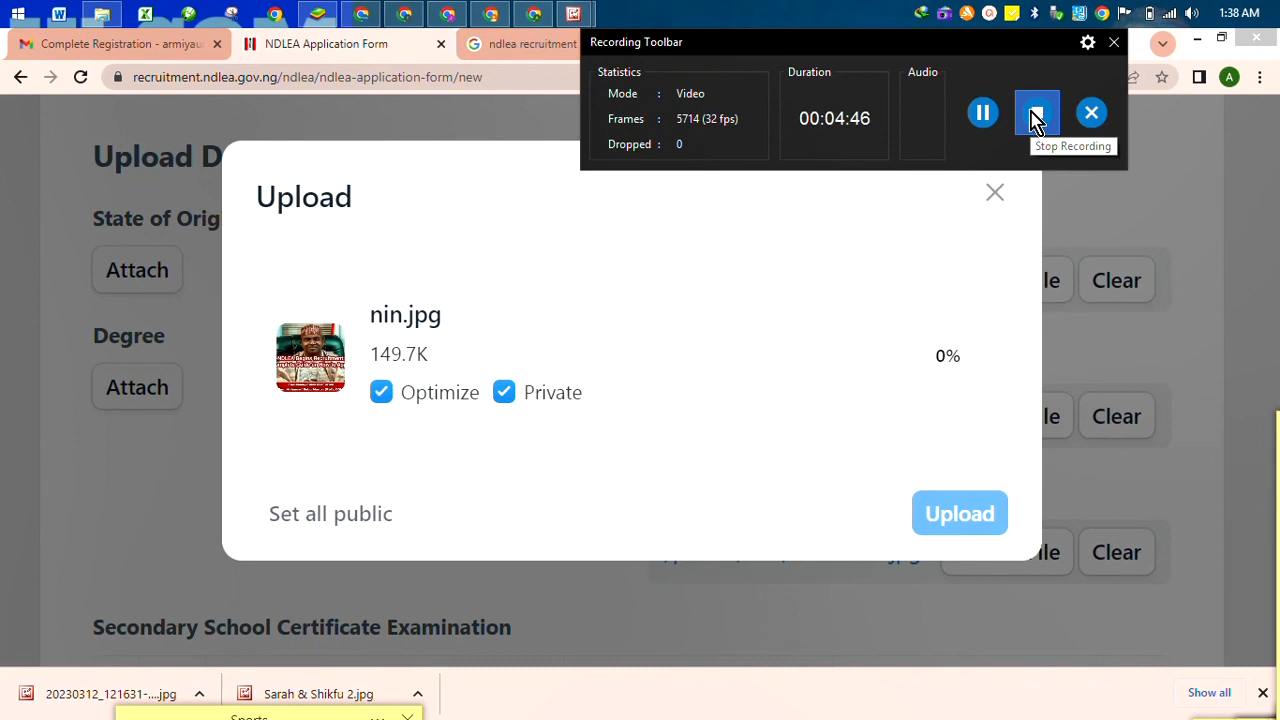 1:38 AM
Complete Registration - armiyau
NDLEA Application Form
ndlea recruitment
recruitment.ndlea.gov.ng/ndlea/ndlea-application-form/new
A
Recording Toolbar
Statistics
Mode : Video
Frames : 5714 (32 fps)
Dropped : 0
Duration
00:04:46
Audio
Stop Recording
Upload D
State of Orig
Attach
Degree
Attach
Upload
nin.jpg
149.7K
Optimize Private
0%
Set all public
Upload
le Clear
le Clear
ile Clear
Secondary School Certificate Examination
20230312_121631-....jpg
Sarah & Shikfu 2.jpg
Show all
Sports